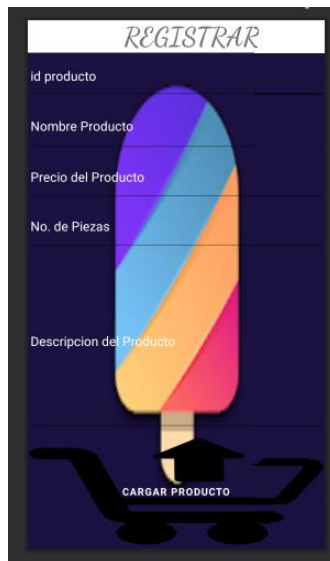 REGISTRAR
id producto
Nombre Producto
Precio del Producto
No. de Piezas
Descripcion del Producto
CARGAR PRODUCTO